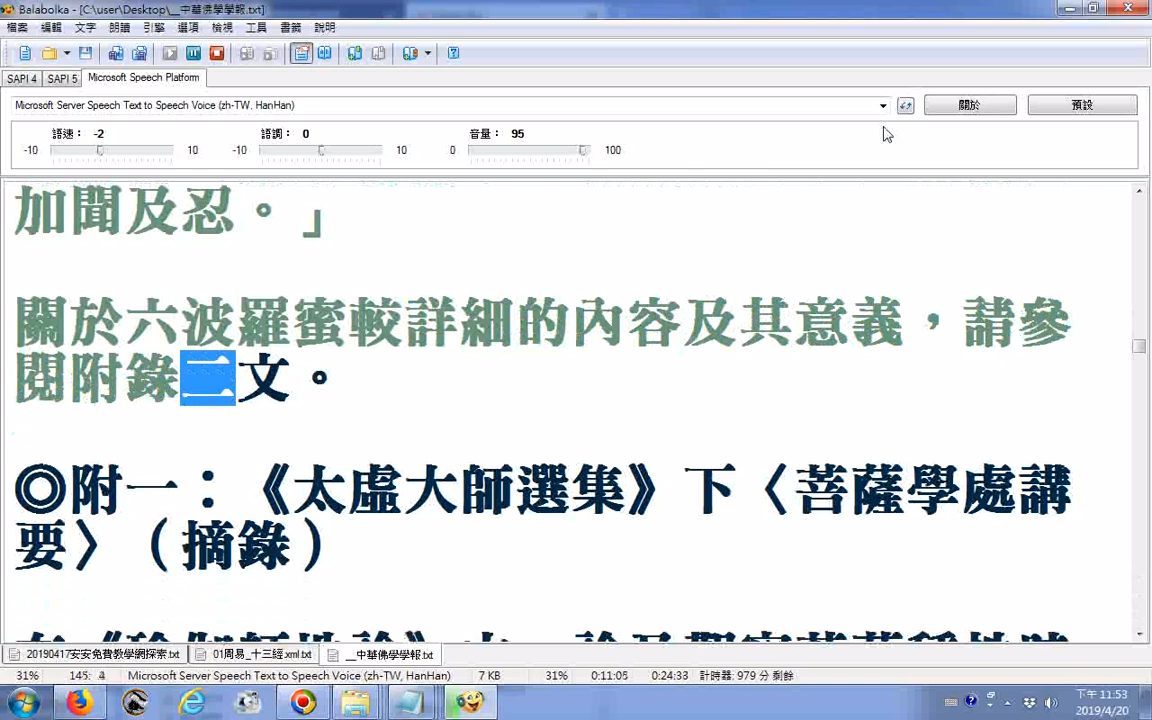 Balabolka - [C:\user\Desktop\__中華佛學學報.txt]
檔案 編輯 文字 朗讀 引擎 選項 檢視 工具 書籤 說明
SAPI 4 SAPI 5 Microsoft Speech Platform
Microsoft Server Speech Text to Speech Voice (zh-TW, HanHan) 關於 預設
語速： -2 語調： 0 音量： 95
-10 10 -10 10 0 100
加聞及忍。」
關於六波羅蜜較詳細的內容及其意義，請參
閱附錄二文。
◎附一：《太虛大師選集》下〈菩薩學處講
要〉（摘錄）
20190417安安免費教學網探索.txt 01周易_十三經.xml.txt __中華佛學學報.txt
31% 145: 4 Microsoft Server Speech Text to Speech Voice (zh-TW, HanHan) 7 KB 31% 0:11:05 0:24:33 計時器: 979 分 剩餘
下午 11:53
2019/4/20